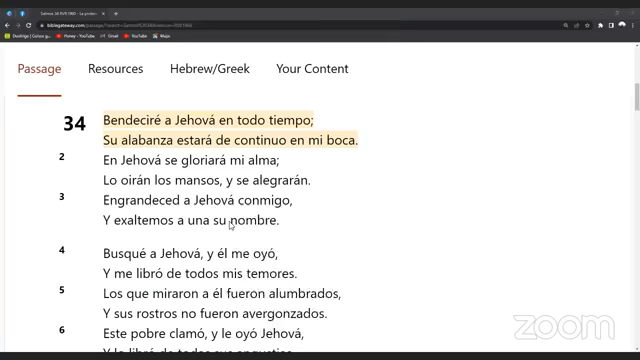 Passage Resources Hebrew/Greek Your Content
34 Bendeciré a Jehová en todo tiempo;
Su alabanza estará de continuo en mi boca.
2 En Jehová se gloriará mi alma;
Lo oirán los mansos, y se alegrarán.
3 Engrandeced a Jehová conmigo,
Y exaltemos a una su nombre.
4 Busqué a Jehová, y él me oyó,
Y me libró de todos mis temores.
5 Los que miraron a él fueron alumbrados,
Y sus rostros no fueron avergonzados.
6 Este pobre clamó, y le oyó Jehová,
zoom